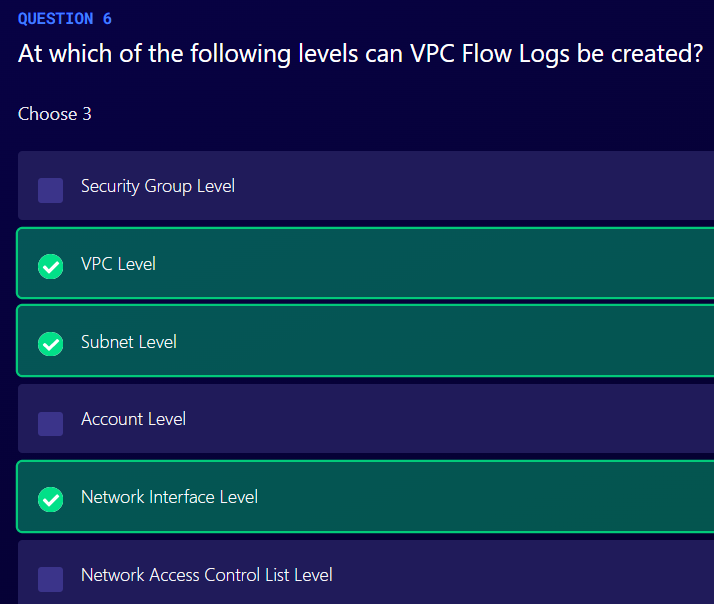 QUESTION 6
At which of the following levels can VPC Flow Logs be created?
Choose 3
Security Group Level
VPC Level
Subnet Level
Account Level
Network Interface Level
Network Access Control List Level